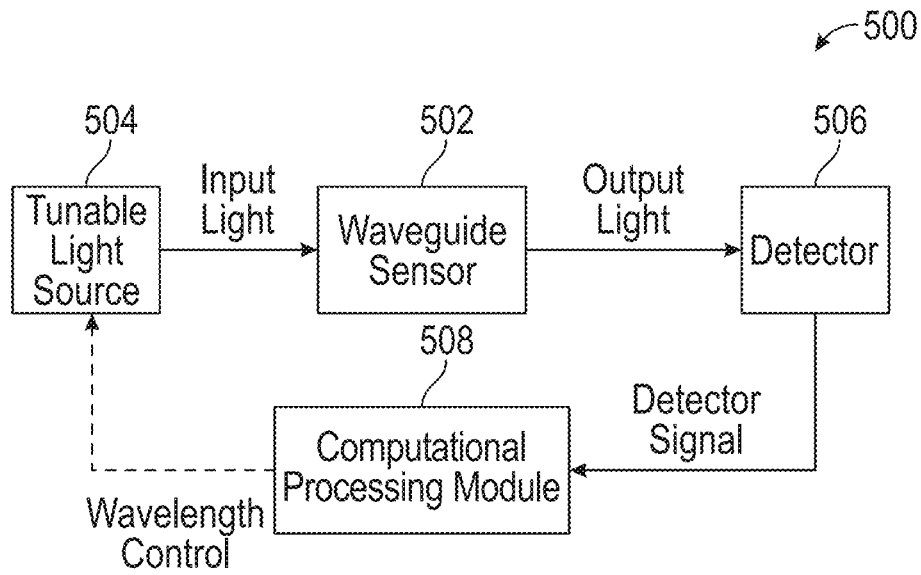 500
504
502
506
Input
Light
Output
Light
Tunable
Light
Source
Waveguide
Sensor
Detector
508
Computational
Processing Module
Detector
Signal
Wavelength
Control